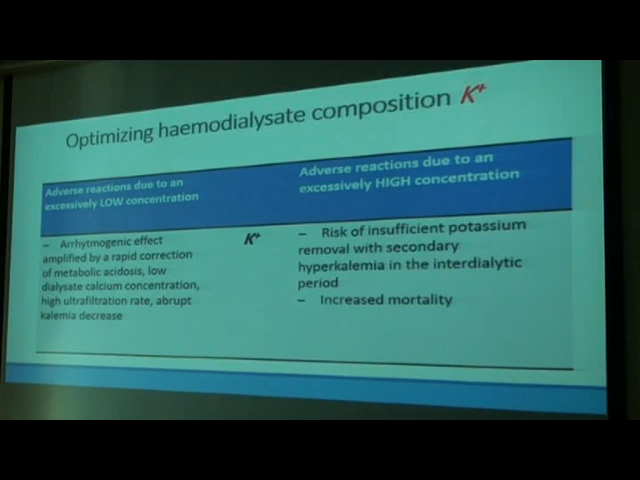 Optimizing haemodialysate composition K+
Adverse reactions due to an
excessively LOW concentration
Adverse reactions due to an
excessively HIGH concentration
– Arrhytmogenic effect
amplified by a rapid correction
of metabolic acidosis, low
dialysate calcium concentration,
high ultrafiltration rate, abrupt
kalemia decrease
K+
– Risk of insufficient potassium
removal with secondary
hyperkalemia in the interdialytic
period
– Increased mortality